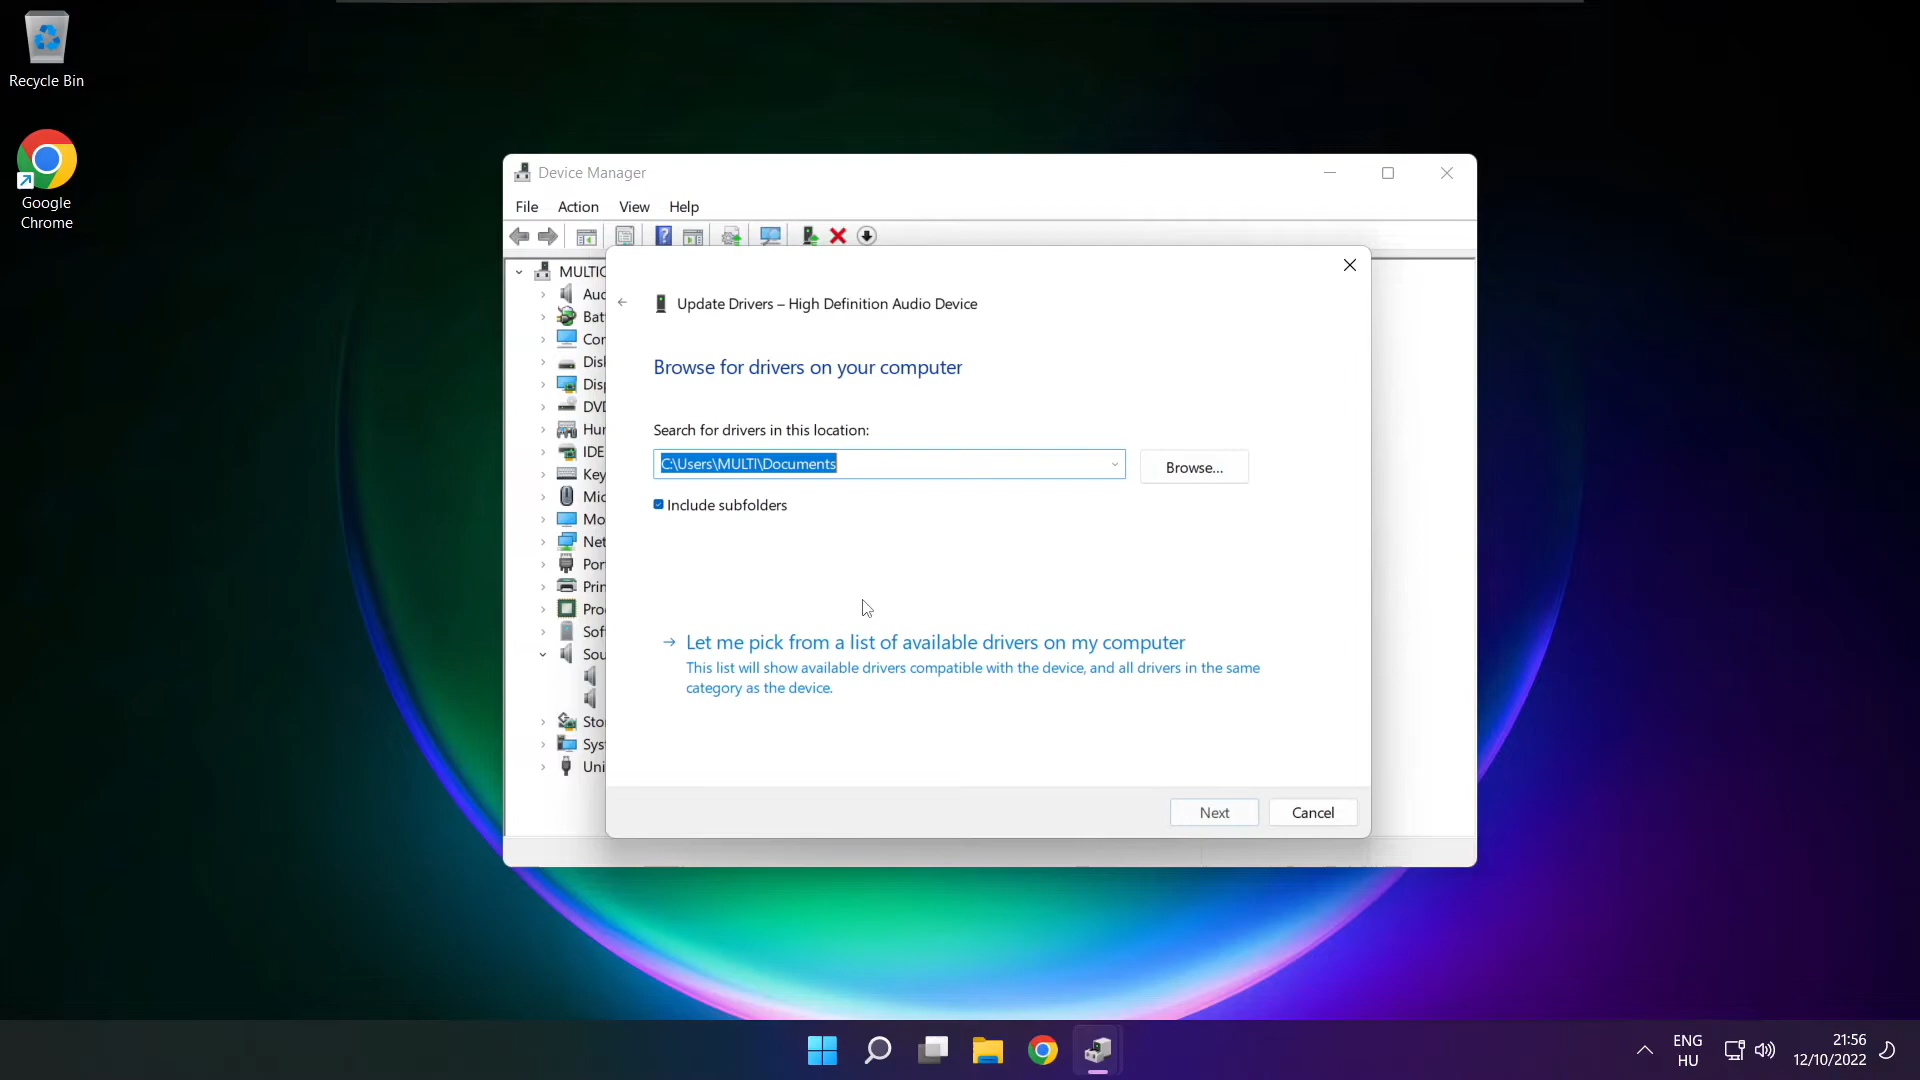 Recycle Bin
Google
Chrome
Device Manager
File Action View Help
Update Drivers – High Definition Audio Device
Browse for drivers on your computer
Search for drivers in this location:
C:\Users\MULTI\Documents
Browse...
Include subfolders
Let me pick from a list of available drivers on my computer
This list will show available drivers compatible with the device, and all drivers in the same
category as the device.
Next
Cancel
ENG
HU
21:56
12/10/2022